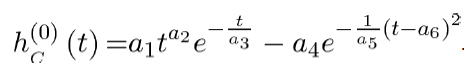 h_C^{(0)} (t) = a_1 t^{a_2} e^{-\frac{t}{a_3}} - a_4 e^{-\frac{1}{a_5}(t-a_6)^2}